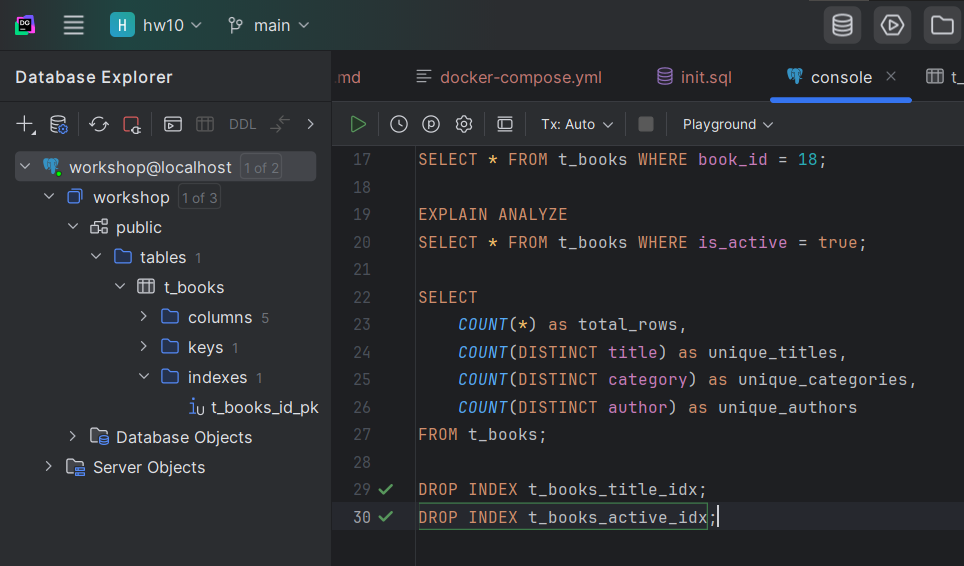 DG
H hw10 main
Database Explorer
.md docker-compose.yml init.sql console t_
DDL Tx: Auto Playground
workshop@localhost 1 of 2
workshop 1 of 3
public
tables 1
t_books
columns 5
keys 1
indexes 1
iU t_books_id_pk
Database Objects
Server Objects
17 SELECT * FROM t_books WHERE book_id = 18;
18
19 EXPLAIN ANALYZE
20 SELECT * FROM t_books WHERE is_active = true;
21
22 SELECT
23 COUNT(*) as total_rows,
24 COUNT(DISTINCT title) as unique_titles,
25 COUNT(DISTINCT category) as unique_categories,
26 COUNT(DISTINCT author) as unique_authors
27 FROM t_books;
28
29 DROP INDEX t_books_title_idx;
30 DROP INDEX t_books_active_idx;